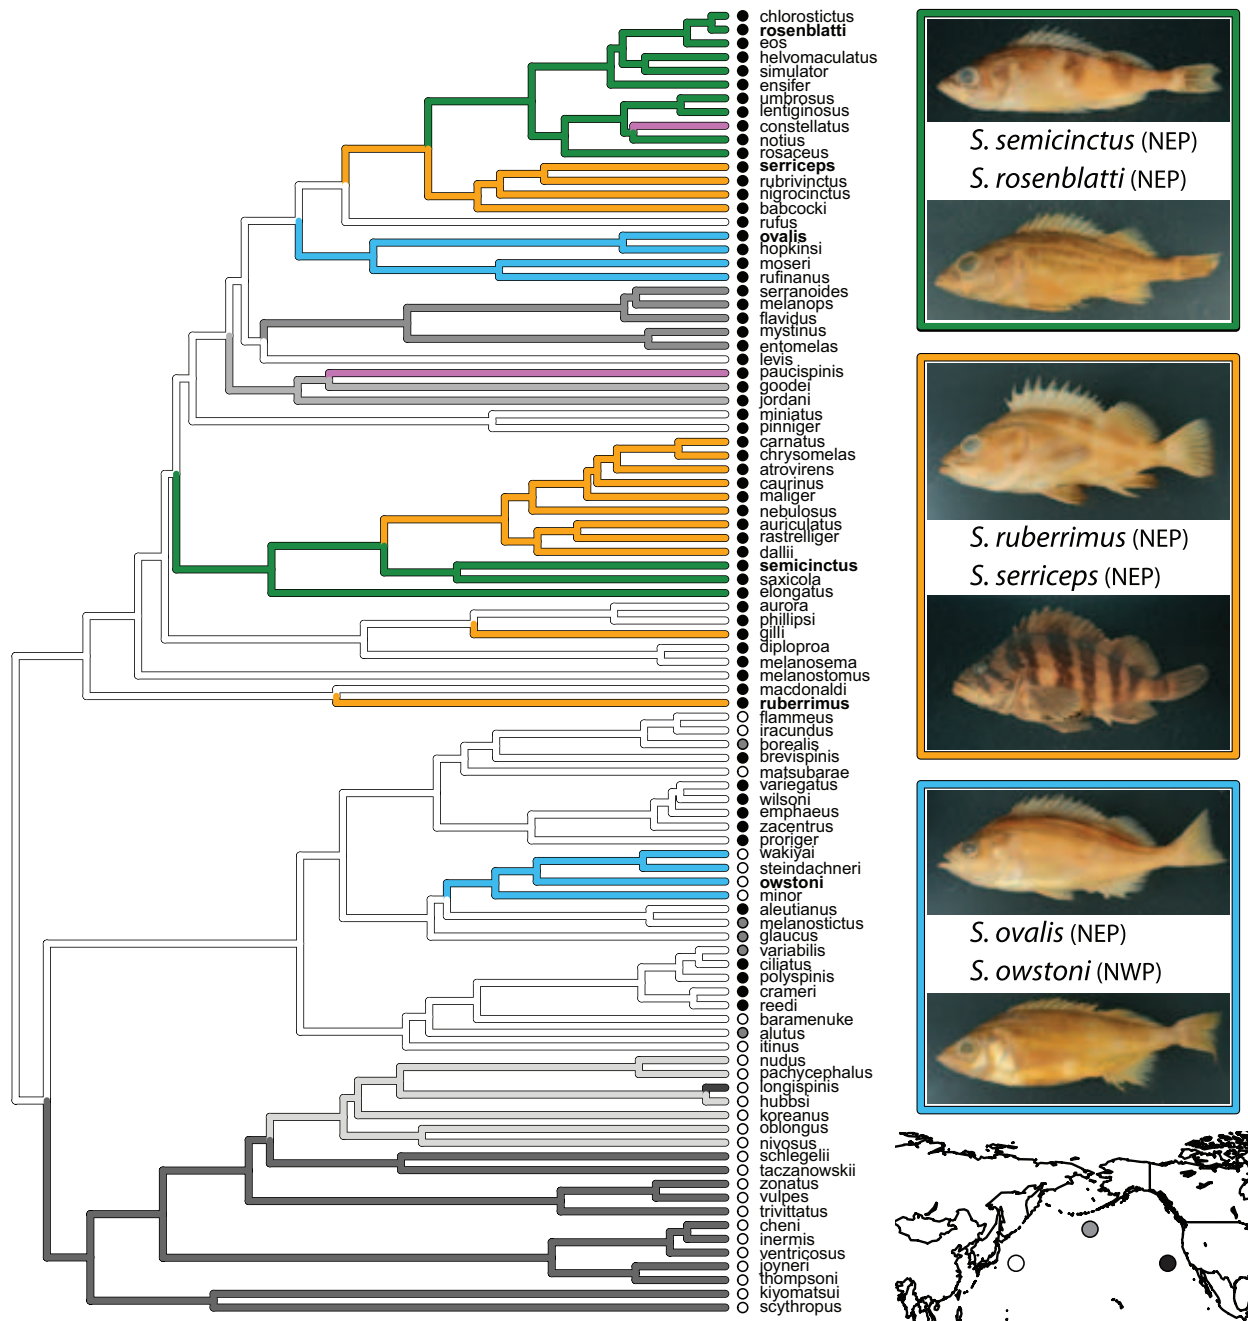 chlorostictus
rosenblatti
eos
helvomaculatus
simulator
ensifer
umbrosus
lentiginosus
constellatus
notius
rosaceus
serriceps
rubrivinctus
nigrocinctus
babcocki
rufus
ovalis
hopkinsi
moseri
rufinanus
serranoides
melanops
flavidus
mystinus
entomelas
levis
paucispinis
goodei
jordani
miniatus
pinniger
carnatus
chrysomelas
atrovirens
caurinus
maliger
nebulosus
auriculatus
rastrelliger
dallii
semicinctus
saxicola
elongatus
aurora
phillipsi
gilli
diploproa
melanosema
melanostomus
macdonaldi
ruberrimus
flammeus
iracundus
borealis
brevispinis
matsubarae
variegatus
wilsoni
emphaeus
zacentrus
proriger
wakiyai
steindachneri
owstoni
minor
aleutianus
melanostictus
glaucus
variabilis
ciliatus
polyspinis
crameri
reedi
baramenuke
alutus
itinus
nudus
pachycephalus
longispinis
hubbsi
koreanus
oblongus
nivosus
schlegelii
taczanowskii
zonatus
vulpes
trivittatus
cheni
inermis
ventricosus
joyneri
thompsoni
kiyomatsui
scythropus
S. semicinctus (NEP)
S. rosenblatti (NEP)
S. ruberrimus (NEP)
S. serriceps (NEP)
S. ovalis (NEP)
S. owstoni (NWP)